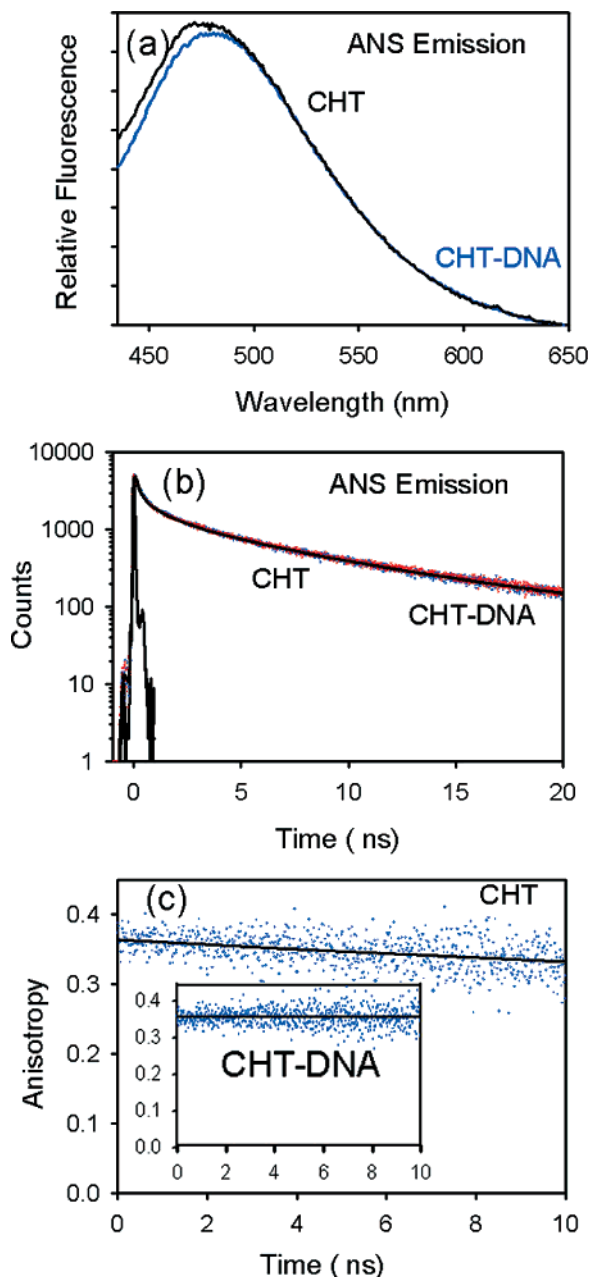 (a)
ANS Emission
CHT
CHT-DNA
Relative Fluorescence
450 500 550 600 650
Wavelength (nm)
10000
1000
100
10
1
(b)
ANS Emission
CHT
CHT-DNA
Counts
0 5 10 15 20
Time ( ns)
(c)
CHT
0.4
0.3
0.2
0.1
0.0
Anisotropy
0.4
0.3
0.2
0.1
0.0
CHT-DNA
0 2 4 6 8 10
0 2 4 6 8 10
Time ( ns)